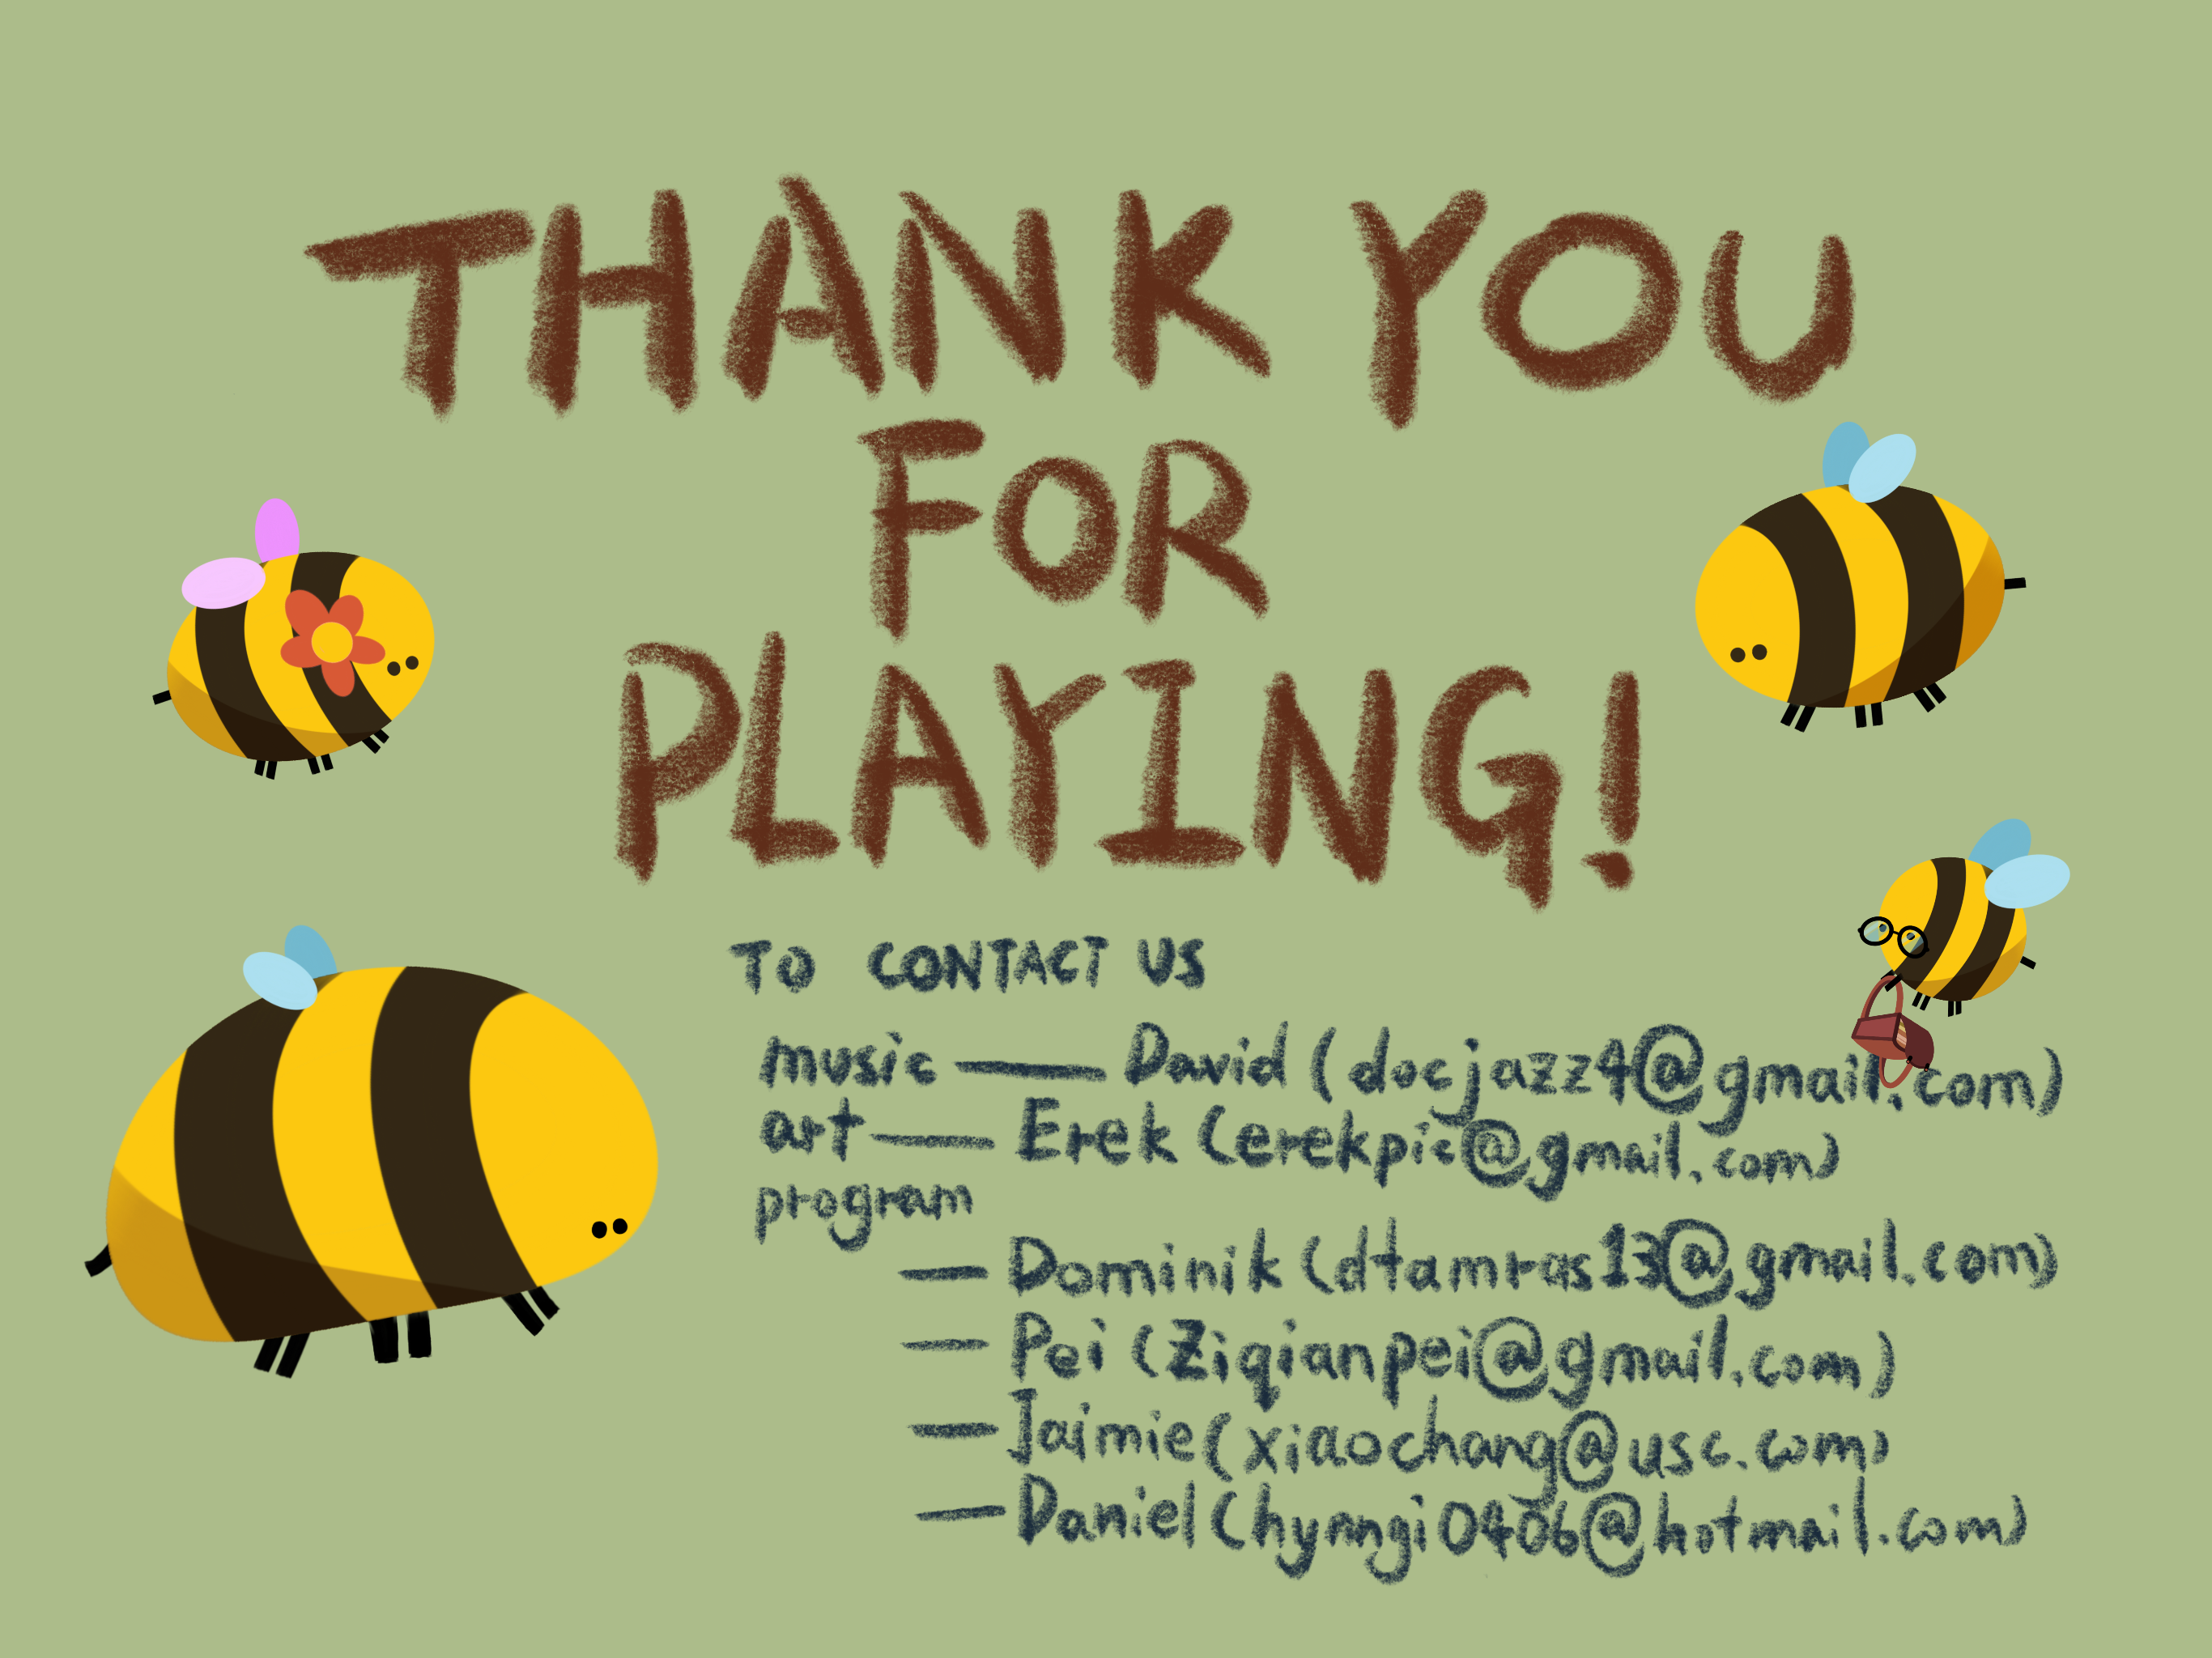 THANK YOU
FOR
PLAYING!
TO CONTACT US
music — David (docjazz4@gmail.com)
art — Erek (erekpic@gmail.com)
program
— Dominik (dtamras13@gmail.com)
— Pei (Ziqianpei@gmail.com)
— Jaimie (xiaochang@usc.com)
— Daniel (@hotmail.com)